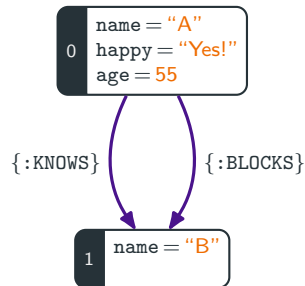 0
name = “A”
happy = “Yes!”
age = 55
{:KNOWS} {:BLOCKS}
1
name = “B”